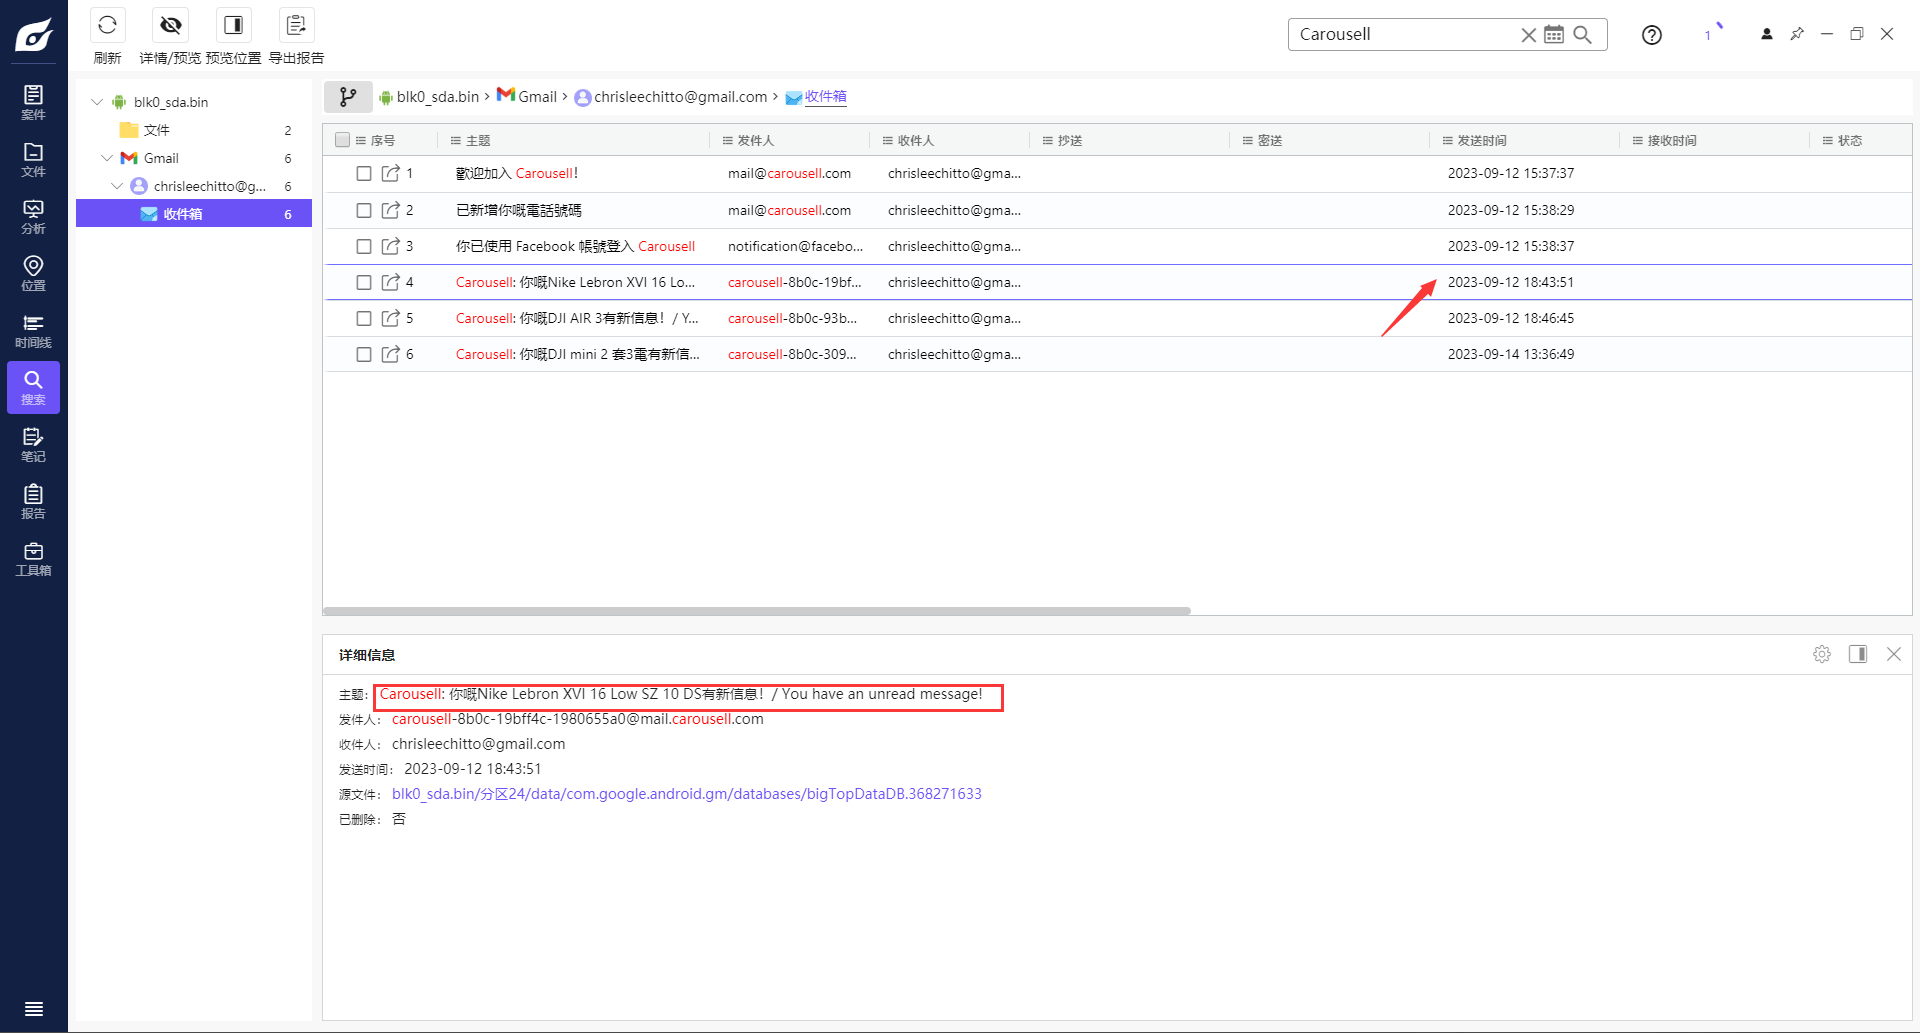 刷新 详情/预览 预览位置 导出报告
Carousell
1
案件
文件
分析
位置
时间线
搜索
笔记
报告
工具箱
blk0_sda.bin
文件 2
Gmail 6
chrisleechitto@g... 6
收件箱 6
blk0_sda.bin > Gmail > chrisleechitto@gmail.com > 收件箱
序号 主题 发件人 收件人 抄送 密送 发送时间 接收时间 状态
1 歡迎加入 Carousell! mail@carousell.com chrisleechitto@gma... 2023-09-12 15:37:37
2 已新增你嘅電話號碼 mail@carousell.com chrisleechitto@gma... 2023-09-12 15:38:29
3 你已使用 Facebook 帳號登入 Carousell notification@facebo... chrisleechitto@gma... 2023-09-12 15:38:37
4 Carousell: 你嘅Nike Lebron XVI 16 Lo... carousell-8b0c-19bf... chrisleechitto@gma... 2023-09-12 18:43:51
5 Carousell: 你嘅DJI AIR 3有新信息！/ Y... carousell-8b0c-93b... chrisleechitto@gma... 2023-09-12 18:46:45
6 Carousell: 你嘅DJI mini 2 套3電有新信... carousell-8b0c-309... chrisleechitto@gma... 2023-09-14 13:36:49
详细信息
主题: Carousell: 你嘅Nike Lebron XVI 16 Low SZ 10 DS有新信息！/ You have an unread message!
发件人: carousell-8b0c-19bff4c-1980655a0@mail.carousell.com
收件人: chrisleechitto@gmail.com
发送时间: 2023-09-12 18:43:51
源文件: blk0_sda.bin/分区24/data/com.google.android.gm/databases/bigTopDataDB.368271633
已删除: 否